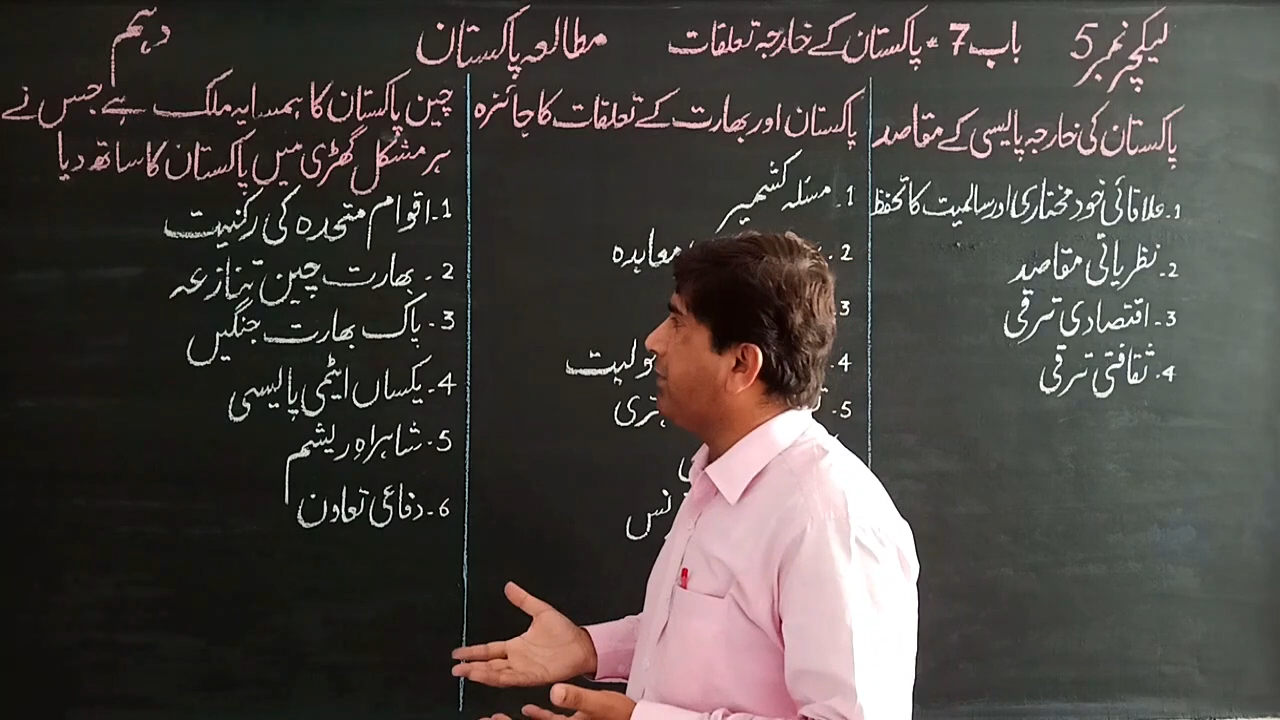 لیکچر نمبر 5 باب 7 - پاکستان کے خارجہ تعلقات مطالعہ پاکستان دہم
پاکستان کی خارجہ پالیسی کے مقاصد
1- علاقائی خود مختاری اور سالمیت کا تحفظ
2- نظریاتی مقاصد
3- اقتصادی ترقی
4- ثقافتی ترقی
پاکستان اور بھارت کے تعلقات کا جائزہ
1- مسئلہ کشمیر
2- معاہدہ
3
4-
5-
چین پاکستان کا ہمسایہ ملک ہے جس نے
ہر مشکل گھڑی میں پاکستان کا ساتھ دیا
1- اقوام متحدہ کی رکنیت
2- بھارت چین تنازعہ
3- پاک بھارت جنگیں
4- یکساں ایٹمی پالیسی
5- شاہراہ ریشم
6- دفاعی تعاون